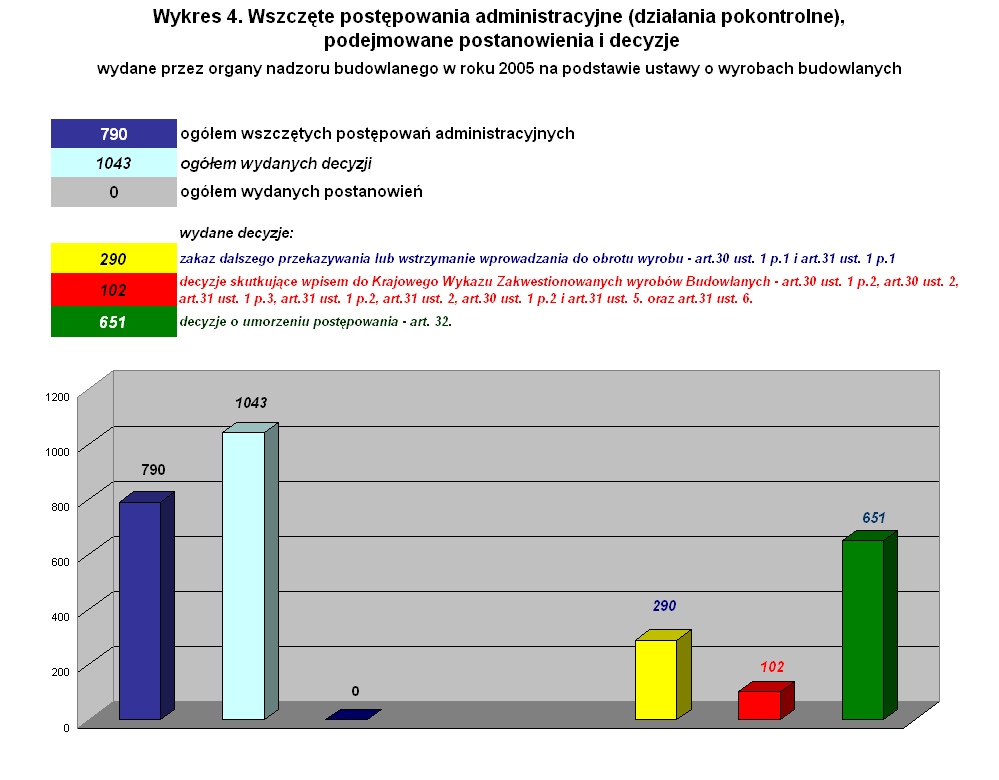 Wykres 4. Wszczęte postępowania administracyjne (działania pokontrolne),
podejmowane postanowienia i decyzje
wydane przez organy nadzoru budowlanego w roku 2005 na podstawie ustawy o wyrobach budowlanych
790 ogółem wszczętych postępowań administracyjnych
1043 ogółem wydanych decyzji
0 ogółem wydanych postanowień
wydane decyzje:
290 zakaz dalszego przekazywania lub wstrzymanie wprowadzania do obrotu wyrobu - art.30 ust. 1 p.1 i art.31 ust. 1 p.1
102 decyzje skutkujące wpisem do Krajowego Wykazu Zakwestionowanych wyrobów Budowlanych - art.30 ust. 1 p.2, art.30 ust. 2,
art.31 ust. 1 p.3, art.31 ust. 1 p.2, art.31 ust. 2, art.30 ust. 1 p.2 i art.31 ust. 5. oraz art.31 ust. 6.
651 decyzje o umorzeniu postępowania - art. 32.
1200
1000
800
600
400
200
0
790
1043
0
290
102
651